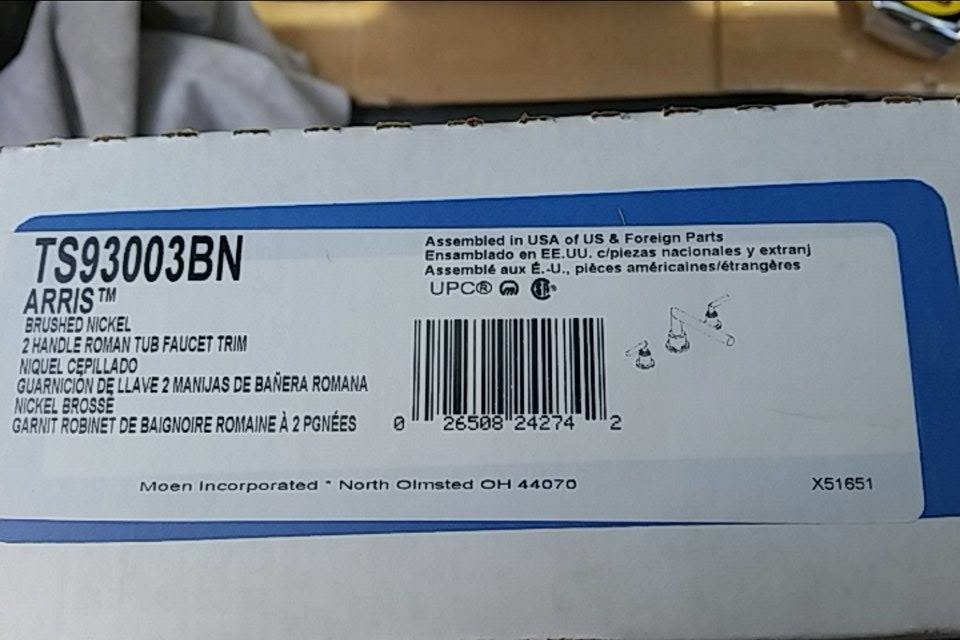 TS93003BN
ARRIS™
BRUSHED NICKEL
2 HANDLE ROMAN TUB FAUCET TRIM
NIQUEL CEPILLADO
GUARNICIÓN DE LLAVE 2 MANIJAS DE BAÑERA ROMANA
NICKEL BROSSÉ
GARNIT ROBINET DE BAIGNOIRE ROMAINE À 2 PGNÉES
Assembled in USA of US & Foreign Parts
Ensamblado en EE.UU. c/piezas nacionales y extranj
Assemblé aux É.-U., pièces américaines/étrangères
UPC®
0 26508 24274 2
Moen Incorporated * North Olmsted OH 44070
X51651